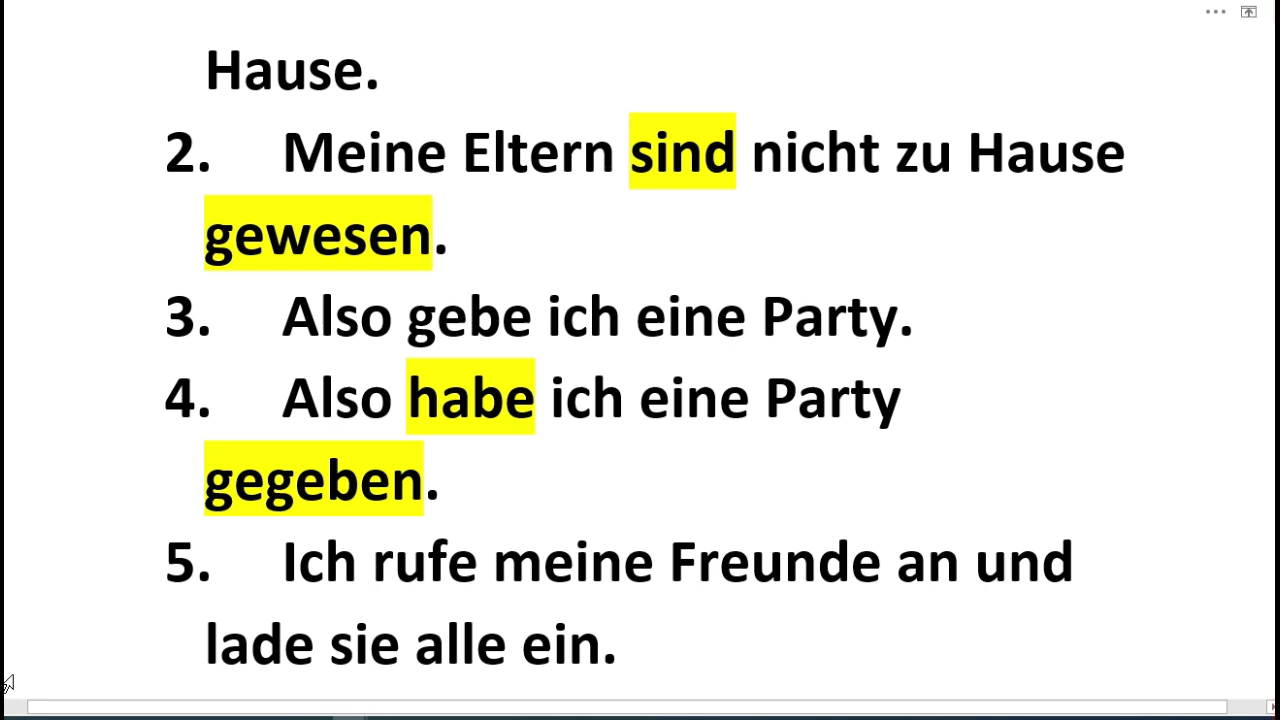 Hause.
2. Meine Eltern sind nicht zu Hause
gewesen.
3. Also gebe ich eine Party.
4. Also habe ich eine Party
gegeben.
5. Ich rufe meine Freunde an und
lade sie alle ein.